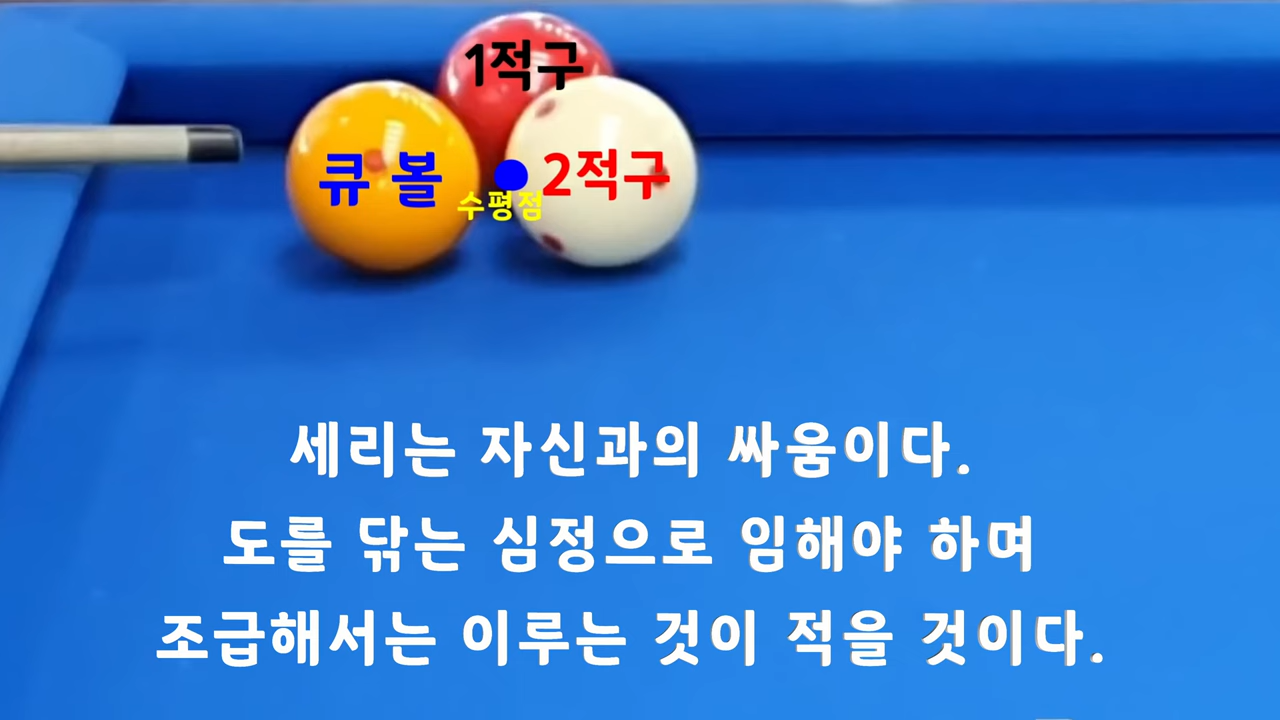 1적구
큐 볼
2적구
수평점
세리는 자신과의 싸움이다.
도를 닦는 심정으로 임해야 하며
조급해서는 이루는 것이 적을 것이다.